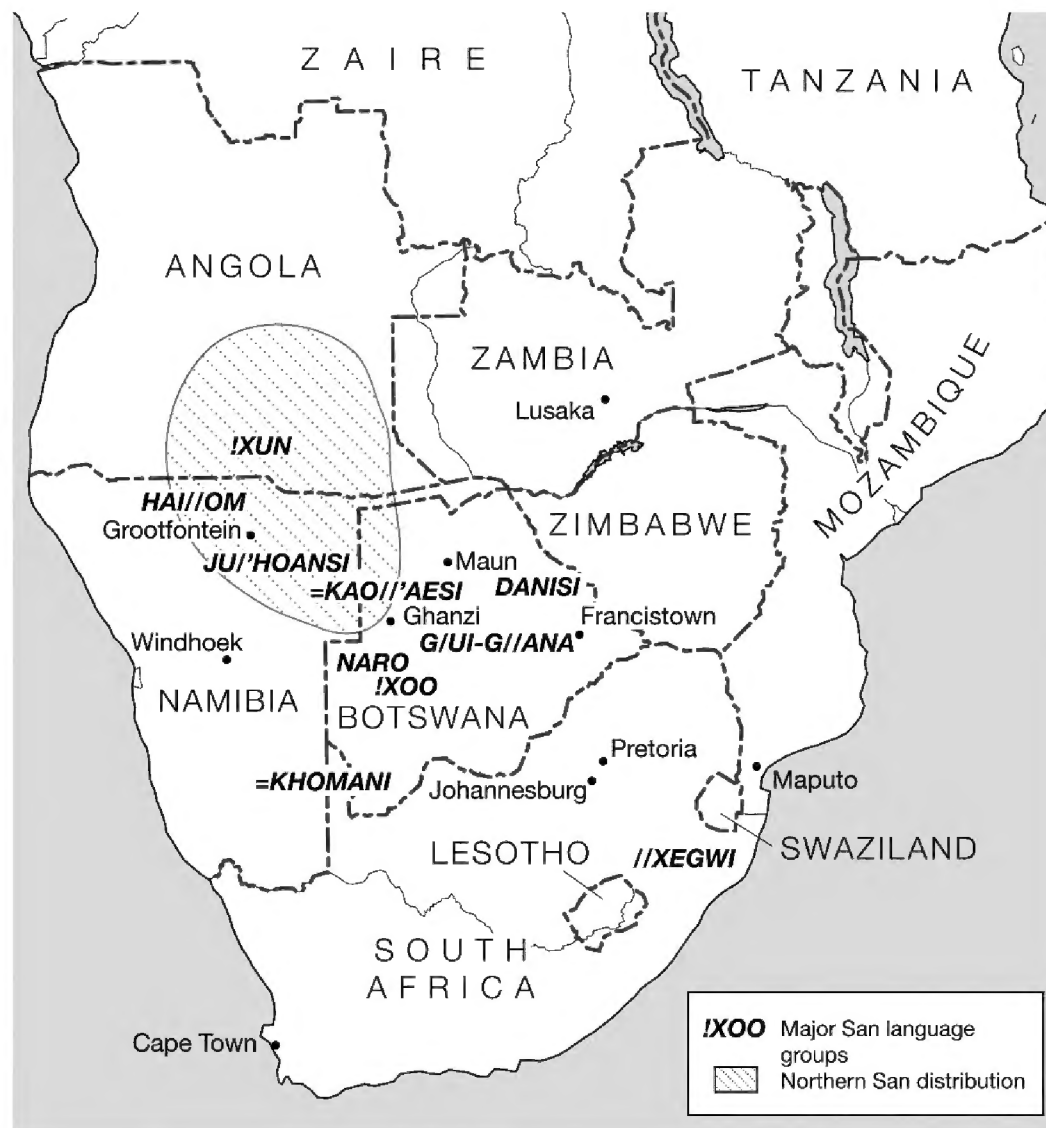 ZAIRE
TANZANIA
ANGOLA
ZAMBIA
Lusaka
MOZAMBIQUE
!XUN
HAI//OM
Grootfontein
ZIMBABWE
JU/'HOANSI
Maun
=KAO//'AESI
DANISI
Ghanzi
Francistown
G/UI-G//ANA
Windhoek
NARO
!XOO
NAMIBIA
BOTSWANA
Pretoria
=KHOMANI
Johannesburg
Maputo
LESOTHO
//XEGWI
SWAZILAND
SOUTH
AFRICA
Cape Town
!XOO Major San language
groups
Northern San distribution